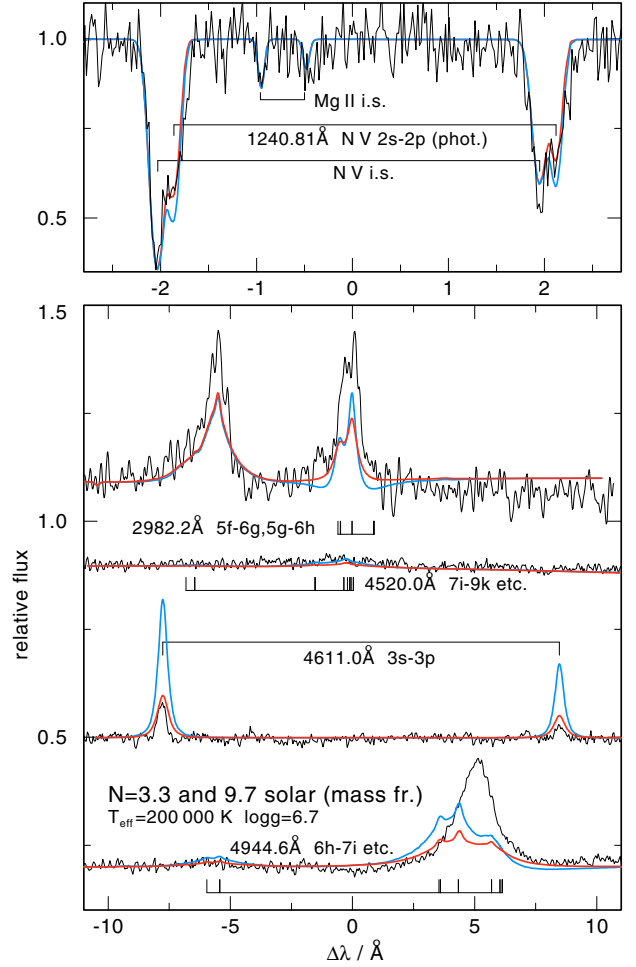 1.0
Mg II i.s.
1240.81Å N V 2s-2p (phot.)
N V i.s.
0.5
-2 -1 0 1 2
1.5
2982.2Å 5f-6g,5g-6h
1.0
4520.0Å 7i-9k etc.
relative flux
4611.0Å 3s-3p
0.5
N=3.3 and 9.7 solar (mass fr.)
Teff=200 000 K logg=6.7
4944.6Å 6h-7i etc.
-10 -5 0 5 10
Δλ / Å